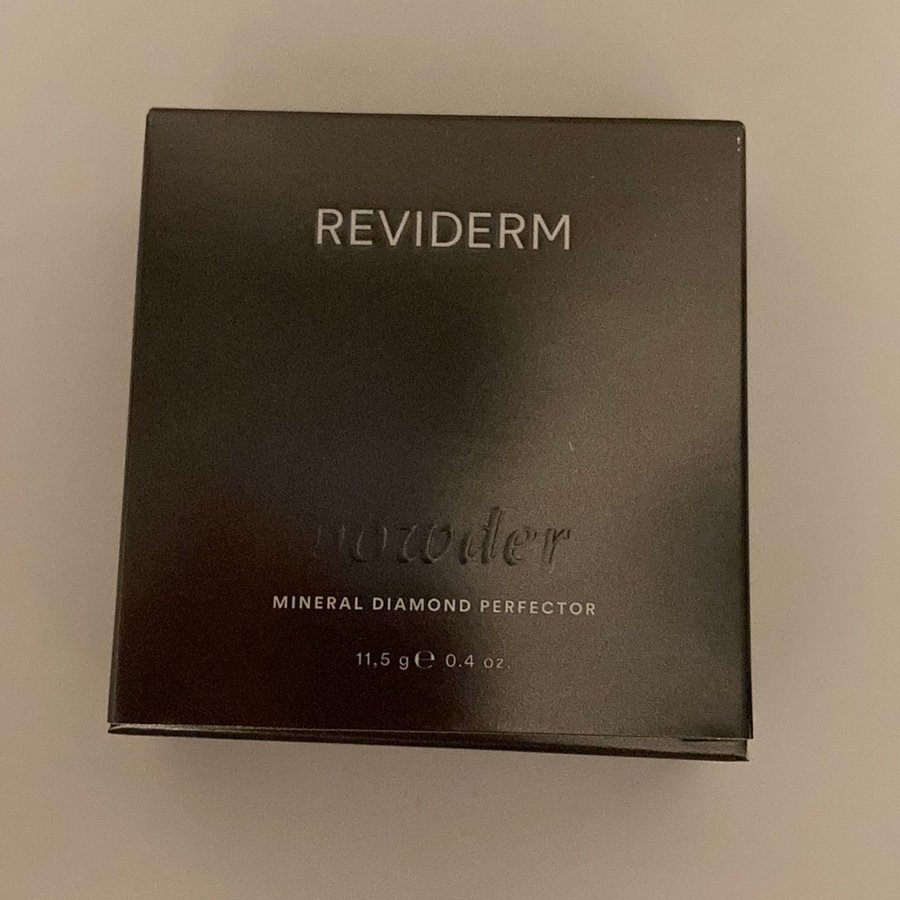 REVIDERM
powder
MINERAL DIAMOND PERFECTOR
11,5 g ℮ 0.4 oz.